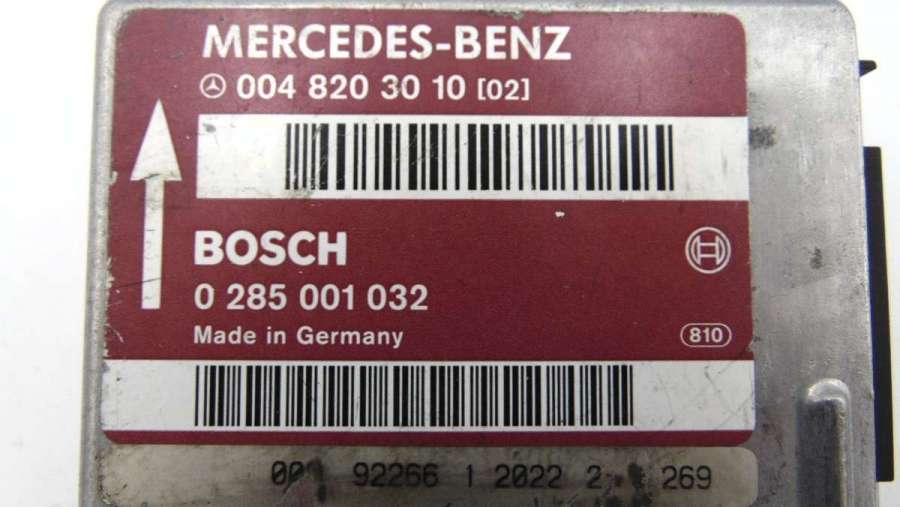 MERCEDES-BENZ
004 820 30 10 [02]
BOSCH
0 285 001 032
Made in Germany
810
92266 1 2022 2 269